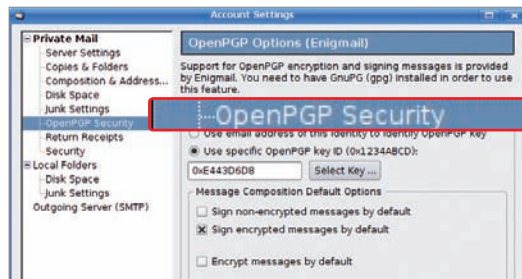 Account Settings
Private Mail
Server Settings
Copies & Folders
Composition & Address...
Disk Space
Junk Settings
OpenPGP Security
Return Receipts
Security
Local Folders
Disk Space
Junk Settings
Outgoing Server (SMTP)
OpenPGP Options (Enigmail)
Support for OpenPGP encryption and signing messages is provided
by Enigmail. You need to have GnuPG (gpg) installed in order to use
this feature.
OpenPGP Security
Use email address of this identity to identify OpenPGP key
Use specific OpenPGP key ID (0x1234ABCD):
0xE443D6D8
Select Key ...
Message Composition Default Options
Sign non-encrypted messages by default
Sign encrypted messages by default
Encrypt messages by default